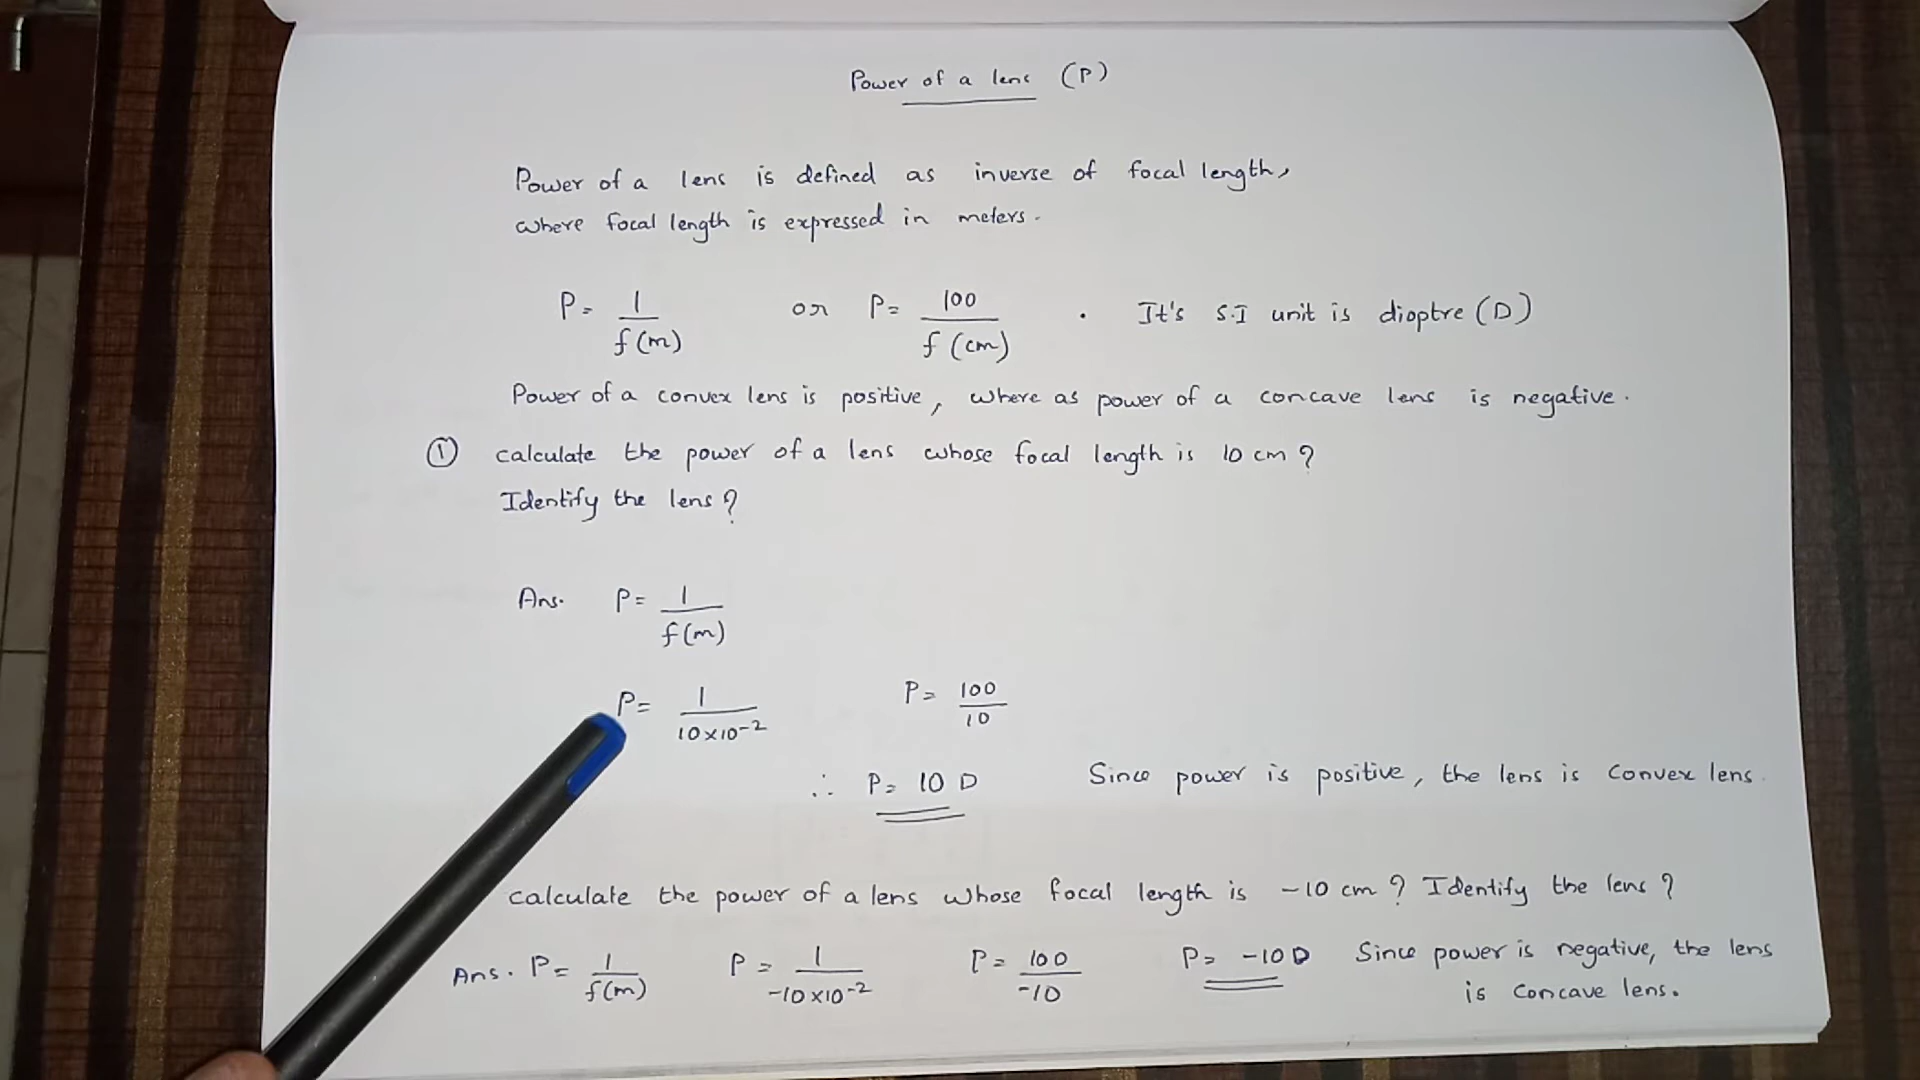 Power of a lens (P)
Power of a lens is defined as inverse of focal length,
where focal length is expressed in meters.
P = 1/f(m) or P = 100/f(cm) . It's S.I unit is dioptre (D)
Power of a convex lens is positive, where as power of a concave lens is negative.
① calculate the power of a lens whose focal length is 10 cm?
Identify the lens?
Ans. P = 1/f(m)
P = 1/10×10⁻² P = 100/10
∴ P = 10 D Since power is positive, the lens is convex lens.
calculate the power of a lens whose focal length is -10 cm? Identify the lens?
Ans. P = 1/f(m) P = 1/-10×10⁻² P = 100/-10 P = -10D Since power is negative, the lens
is concave lens.